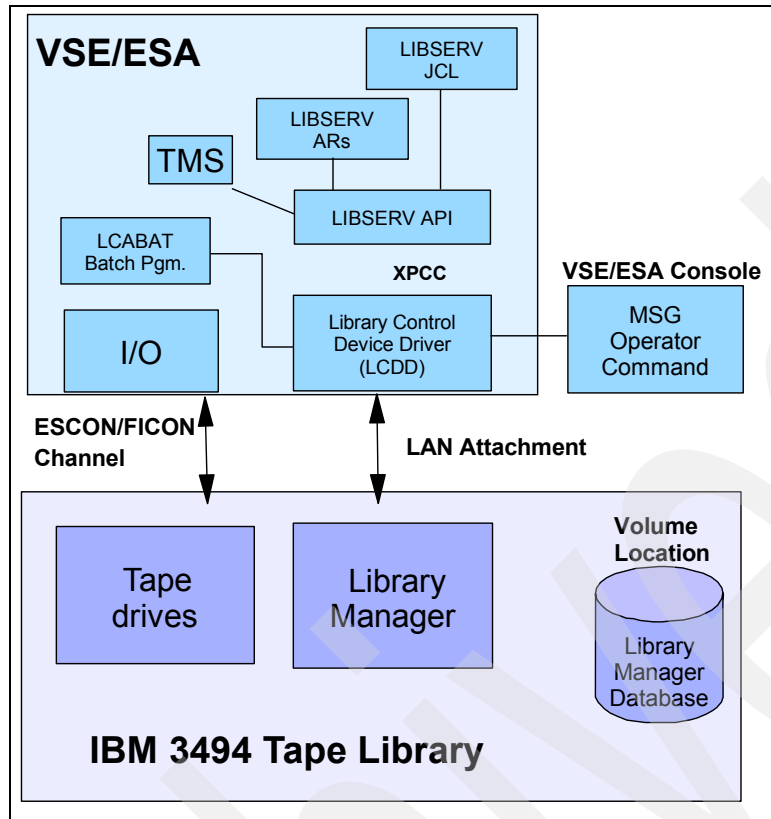 VSE/ESA
LIBSERV
JCL
LIBSERV
ARs
TMS
LIBSERV API
LCABAT
Batch Pgm.
XPCC
VSE/ESA Console
I/O
Library Control
Device Driver
(LCDD)
MSG
Operator
Command
ESCON/FICON
Channel
LAN Attachment
Tape
drives
Library
Manager
Volume
Location
Library
Manager
Database
IBM 3494 Tape Library